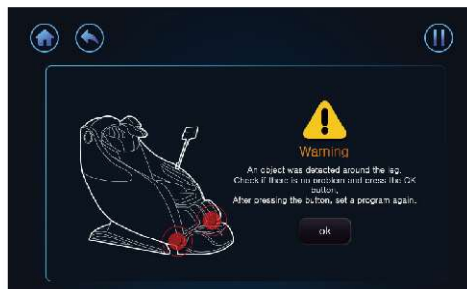 Warning
An object was detected around the leg.
Check if there is no problem and press the OK
button.
After pressing the button, set a program again.
ok